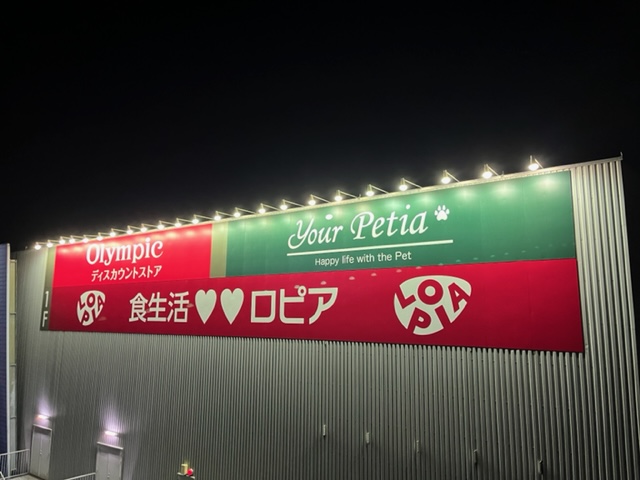 Olympic
ディスカウントストア
Your Petia
Happy life with the Pet
1F
LOPIA
食生活♥♥ロピア
LOPIA